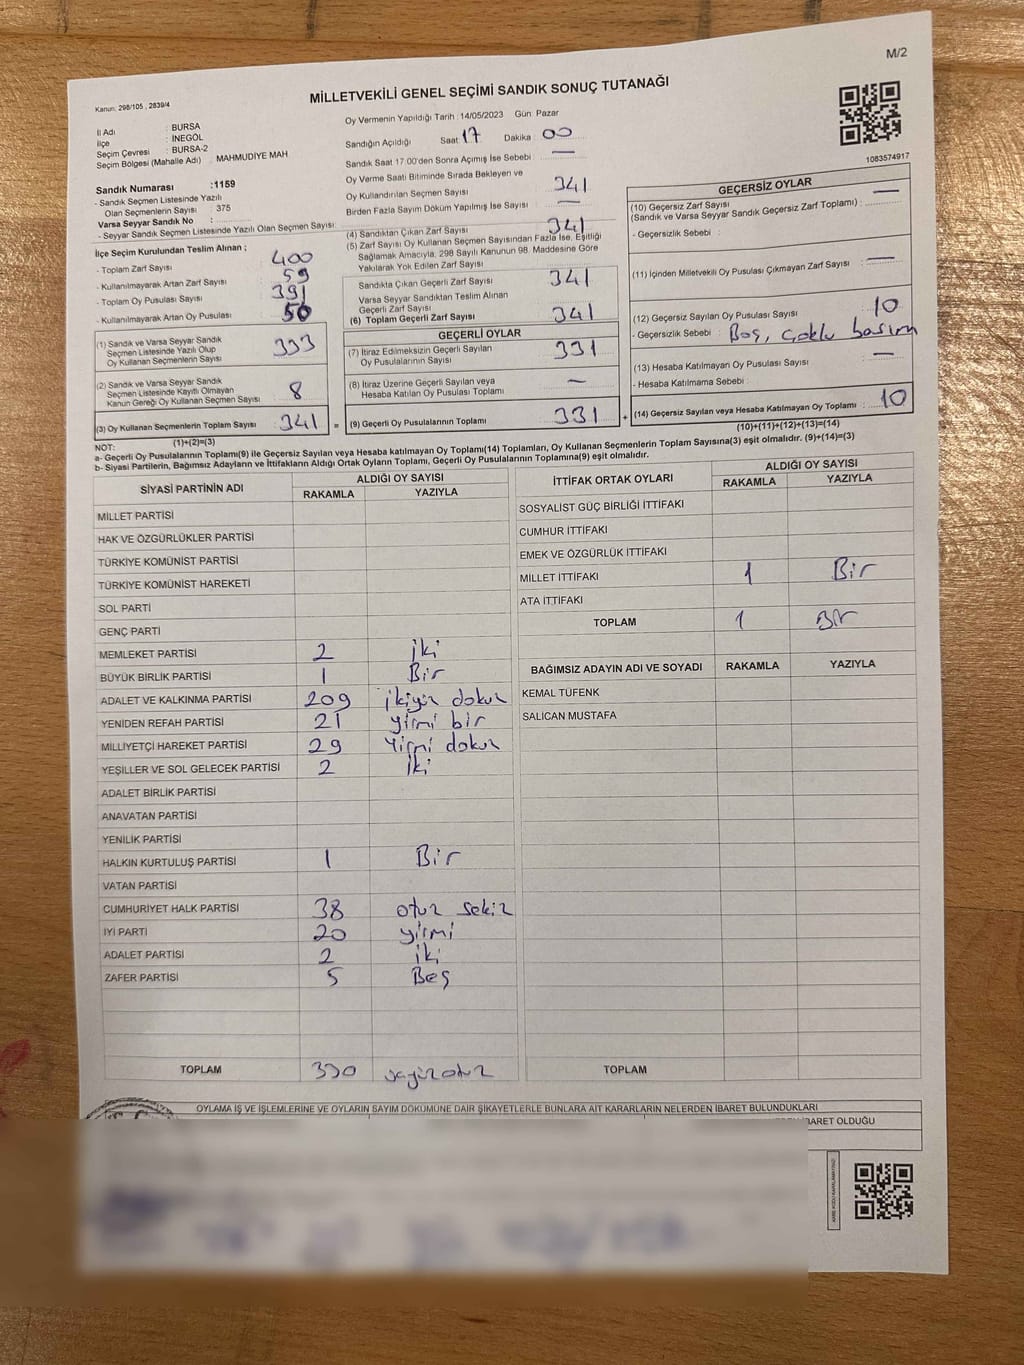 M/2
Kanun: 298/105 , 2839/4
MİLLETVEKİLİ GENEL SEÇİMİ SANDIK SONUÇ TUTANAĞI
İl Adı : BURSA
İlçe : İNEGÖL
Seçim Çevresi : BURSA-2
Seçim Bölgesi (Mahalle Adı) : MAHMUDİYE MAH
Sandık Numarası :1159
- Sandık Seçmen Listesinde Yazılı
Olan Seçmenlerin Sayısı : 375
Varsa Seyyar Sandık No :
- Seyyar Sandık Seçmen Listesinde Yazılı Olan Seçmen Sayısı:
İlçe Seçim Kurulundan Teslim Alınan ;
- Toplam Zarf Sayısı 400
- Kullanılmayarak Artan Zarf Sayısı 59
- Toplam Oy Pusulası Sayısı 391
- Kullanılmayarak Artan Oy Pusulası 50
(1) Sandık ve Varsa Seyyar Sandık
Seçmen Listesinde Yazılı Olup
Oy Kullanan Seçmenlerin Sayısı 333
(2) Sandık ve Varsa Seyyar Sandık
Seçmen Listesinde Kayıtlı Olmayan
Kanun Gereği Oy Kullanan Seçmen Sayısı 8
(3) Oy Kullanan Seçmenlerin Toplam Sayısı 341 =
(1)+(2)=(3)
Oy Vermenin Yapıldığı Tarih : 14/05/2023 Gün: Pazar
Sandığın Açıldığı Saat 17 Dakika : 00
Sandık Saat 17:00'den Sonra Açımış İse Sebebi : —
Oy Verme Saati Bitiminde Sırada Bekleyen ve
Oy Kullandırılan Seçmen Sayısı 341
Birden Fazla Sayım Döküm Yapılmış İse Sayısı : —
(4) Sandıktan Çıkan Zarf Sayısı 341
(5) Zarf Sayısı Oy Kullanan Seçmen Sayısından Fazla İse, Eşitliği
Sağlamak Amacıyla, 298 Sayılı Kanunun 98. Maddesine Göre
Yakılarak Yok Edilen Zarf Sayısı
Sandıkta Çıkan Geçerli Zarf Sayısı 341
Varsa Seyyar Sandıktan Teslim Alınan
Geçerli Zarf Sayısı
(6) Toplam Geçerli Zarf Sayısı 341
GEÇERLİ OYLAR
(7) İtiraz Edilmeksizin Geçerli Sayılan
Oy Pusulalarının Sayısı 331
(8) İtiraz Üzerine Geçerli Sayılan veya
Hesaba Katılan Oy Pusulası Toplamı —
(9) Geçerli Oy Pusulalarının Toplamı 331 +
1083574917
GEÇERSİZ OYLAR
(10) Geçersiz Zarf Sayısı
(Sandık ve Varsa Seyyar Sandık Geçersiz Zarf Toplamı) : —
- Geçersizlik Sebebi :
(11) İçinden Milletvekili Oy Pusulası Çıkmayan Zarf Sayısı : —
(12) Geçersiz Sayılan Oy Pusulası Sayısı 10
- Geçersizlik Sebebi : Boş, çoklu basım
(13) Hesaba Katılmayan Oy Pusulası Sayısı : —
- Hesaba Katılmama Sebebi :
(14) Geçersiz Sayılan veya Hesaba Katılmayan Oy Toplamı : 10
(10)+(11)+(12)+(13)=(14)
NOT:
a- Geçerli Oy Pusulalarının Toplamı(9) ile Geçersiz Sayılan veya Hesaba katılmayan Oy Toplamı(14) Toplamları, Oy Kullanan Seçmenlerin Toplam Sayısına(3) eşit olmalıdır. (9)+(14)=(3)
b- Siyasi Partilerin, Bağımsız Adayların ve İttifakların Aldığı Ortak Oyların Toplamı, Geçerli Oy Pusulalarının Toplamına(9) eşit olmalıdır.
SİYASİ PARTİNİN ADI ALDIĞI OY SAYISI
RAKAMLA YAZIYLA
MİLLET PARTİSİ
HAK VE ÖZGÜRLÜKLER PARTİSİ
TÜRKİYE KOMÜNİST PARTİSİ
TÜRKİYE KOMÜNİST HAREKETİ
SOL PARTİ
GENÇ PARTİ
MEMLEKET PARTİSİ 2 iki
BÜYÜK BİRLİK PARTİSİ 1 Bir
ADALET VE KALKINMA PARTİSİ 209 ikiyüz dokuz
YENİDEN REFAH PARTİSİ 21 yirmi bir
MİLLİYETÇİ HAREKET PARTİSİ 29 yirmi dokuz
YEŞİLLER VE SOL GELECEK PARTİSİ 2 iki
ADALET BİRLİK PARTİSİ
ANAVATAN PARTİSİ
YENİLİK PARTİSİ
HALKIN KURTULUŞ PARTİSİ 1 Bir
VATAN PARTİSİ
CUMHURİYET HALK PARTİSİ 38 otuz sekiz
İYİ PARTİ 20 yirmi
ADALET PARTİSİ 2 iki
ZAFER PARTİSİ 5 Beş
TOPLAM 330
İTTİFAK ORTAK OYLARI ALDIĞI OY SAYISI
RAKAMLA YAZIYLA
SOSYALİST GÜÇ BİRLİĞİ İTTİFAKI
CUMHUR İTTİFAKI
EMEK VE ÖZGÜRLÜK İTTİFAKI
MİLLET İTTİFAKI 1 Bir
ATA İTTİFAKI
TOPLAM 1 Bir
BAĞIMSIZ ADAYIN ADI VE SOYADI RAKAMLA YAZIYLA
KEMAL TÜFENK
SALICAN MUSTAFA
TOPLAM
OYLAMA İŞ VE İŞLEMLERİNE VE OYLARIN SAYIM DÖKÜMÜNE DAİR ŞİKAYETLERLE BUNLARA AİT KARARLARIN NELERDEN İBARET BULUNDUKLARI
İBARET OLDUĞU